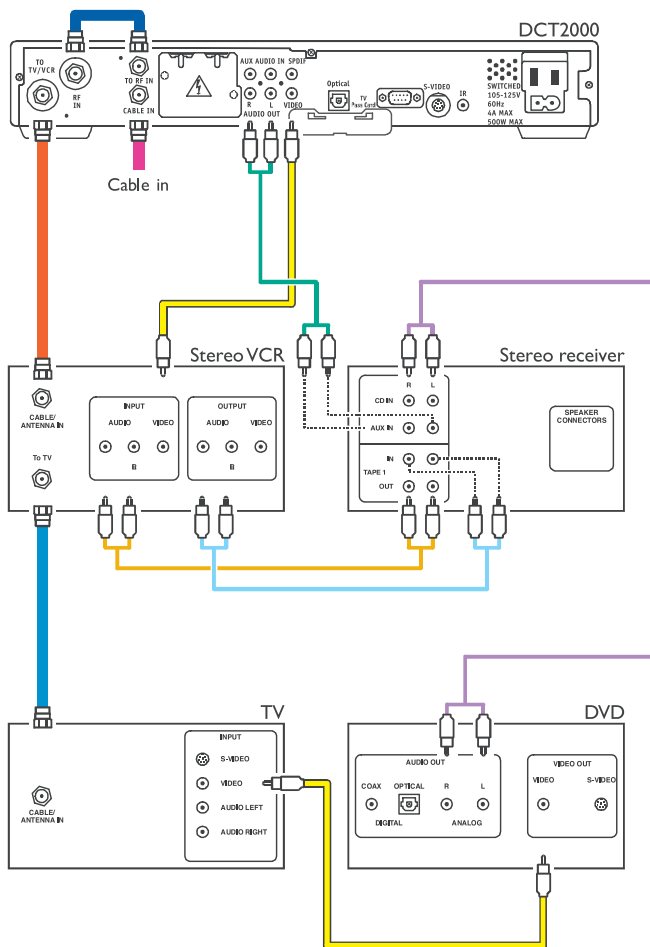 DCT2000
TO
TV/VCR
RF
IN
TO RF IN
CABLE IN
AUX AUDIO IN SPDIF
R L VIDEO
AUDIO OUT
Optical
TV
Pass Card
S-VIDEO
IR
SWITCHED
105-125V
60Hz
4A MAX
500W MAX
Cable in
Stereo VCR
CABLE/
ANTENNA IN
To TV
INPUT
AUDIO VIDEO
R
OUTPUT
AUDIO VIDEO
R
Stereo receiver
R L
CD IN
AUX IN
IN
TAPE 1
OUT
SPEAKER
CONNECTORS
TV
CABLE/
ANTENNA IN
INPUT
S-VIDEO
VIDEO
AUDIO LEFT
AUDIO RIGHT
DVD
AUDIO OUT
COAX OPTICAL R L
DIGITAL ANALOG
VIDEO OUT
VIDEO S-VIDEO